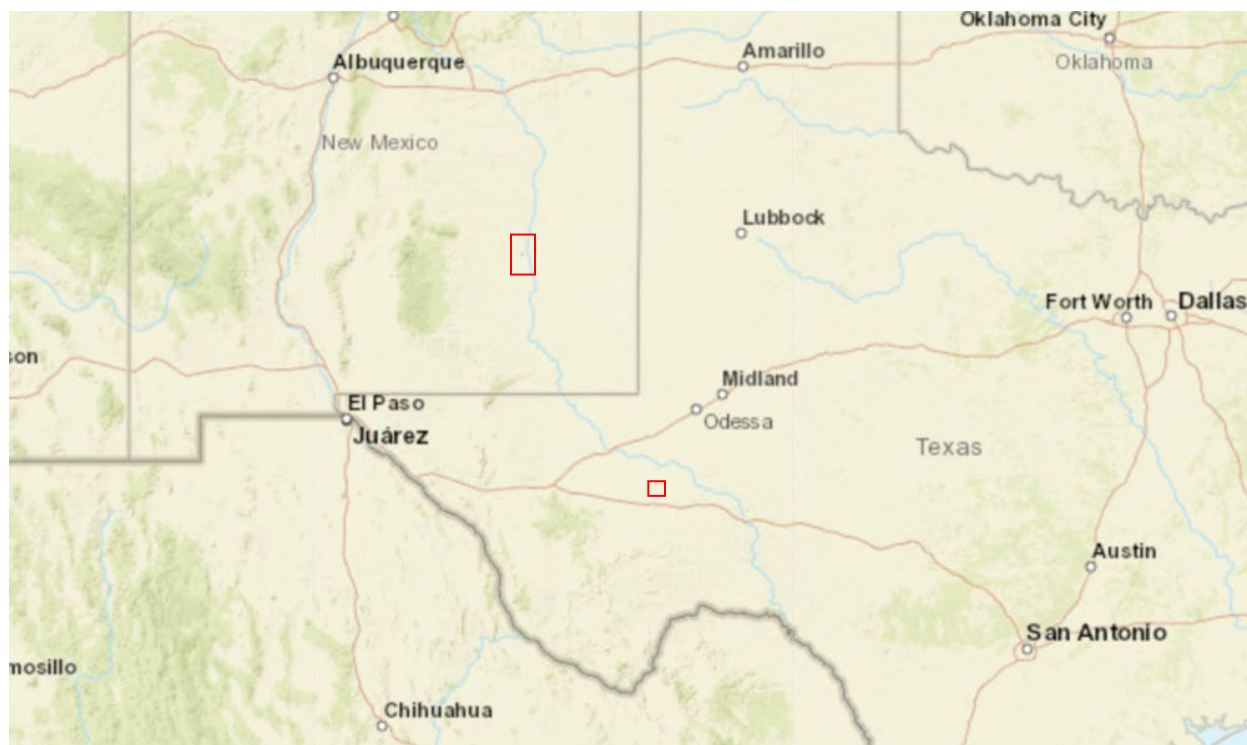 Oklahoma City
Amarillo
Albuquerque
Oklahoma
New Mexico
Lubbock
Fort Worth
Dallas
son
Midland
El Paso
Odessa
Juárez
Texas
Austin
San Antonio
mosillo
Chihuahua